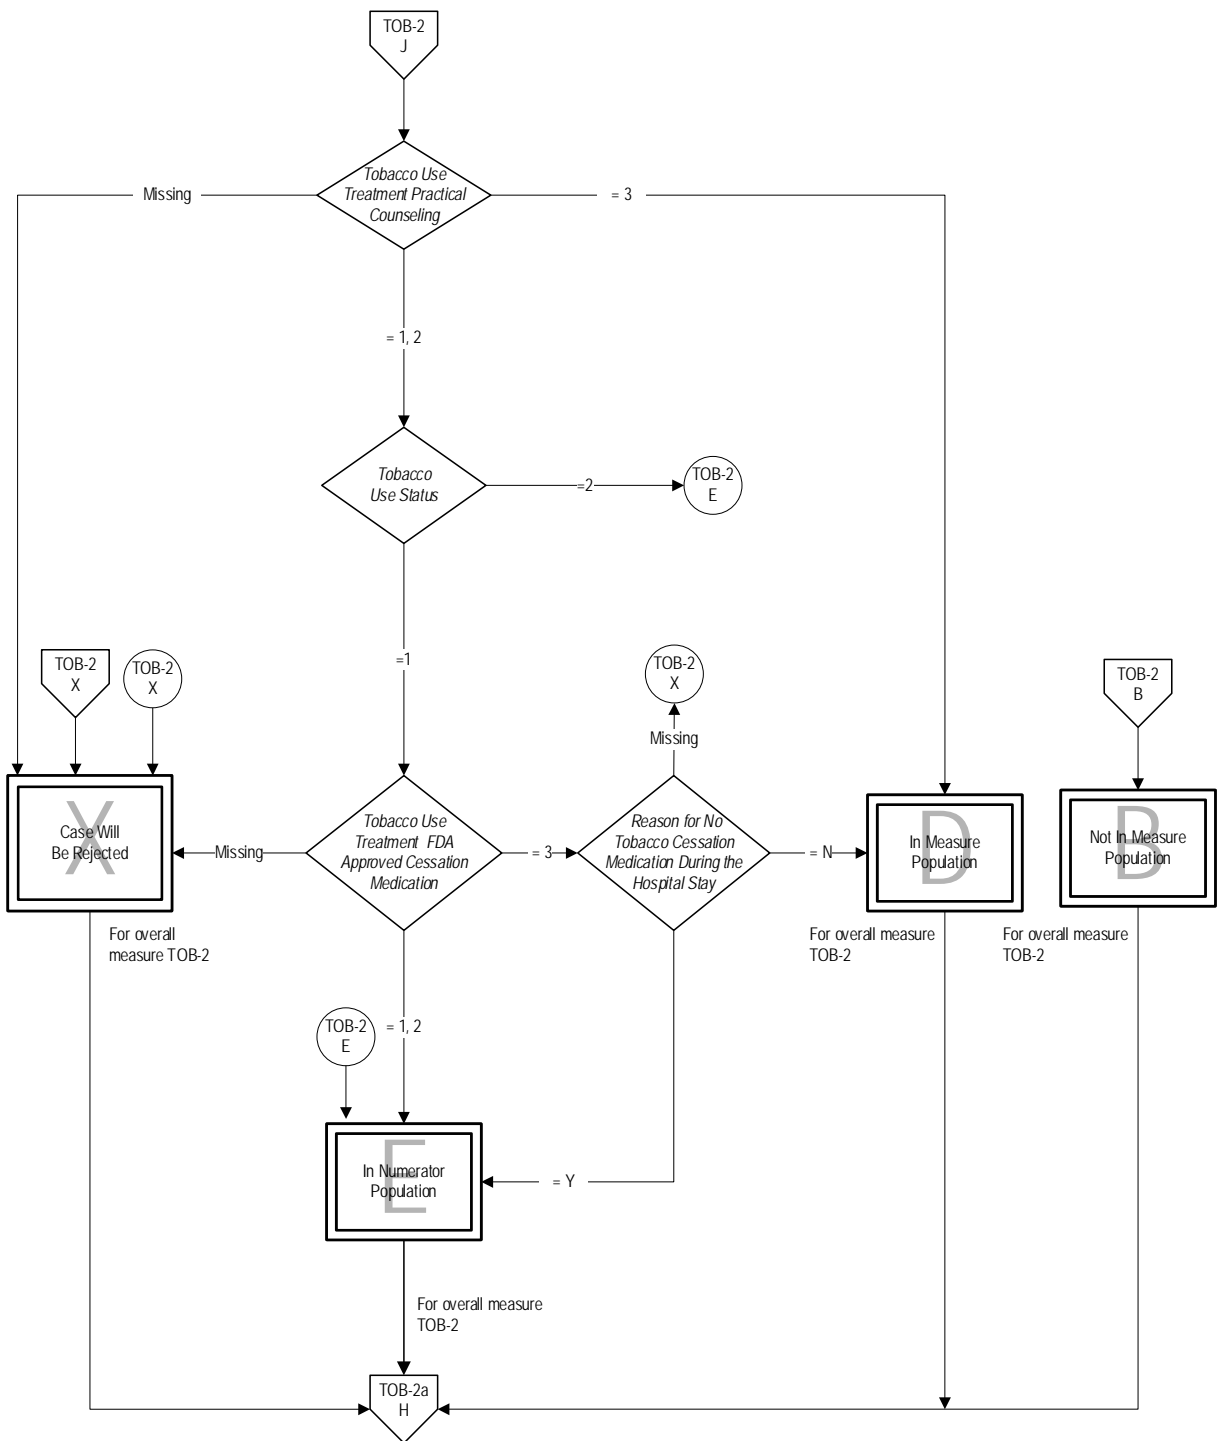 TOB-2
J
Tobacco Use
Treatment Practical
Counseling
Missing
= 3
= 1, 2
Tobacco
Use Status
=2
TOB-2
E
=1
TOB-2
X
TOB-2
X
TOB-2
X
TOB-2
B
Missing
X
Case Will
Be Rejected
Missing
Tobacco Use
Treatment FDA
Approved Cessation
Medication
= 3
Reason for No
Tobacco Cessation
Medication During the
Hospital Stay
= N
D
In Measure
Population
B
Not In Measure
Population
For overall
measure TOB-2
For overall measure
TOB-2
For overall measure
TOB-2
TOB-2
E
= 1, 2
E
In Numerator
Population
= Y
For overall measure
TOB-2
TOB-2a
H